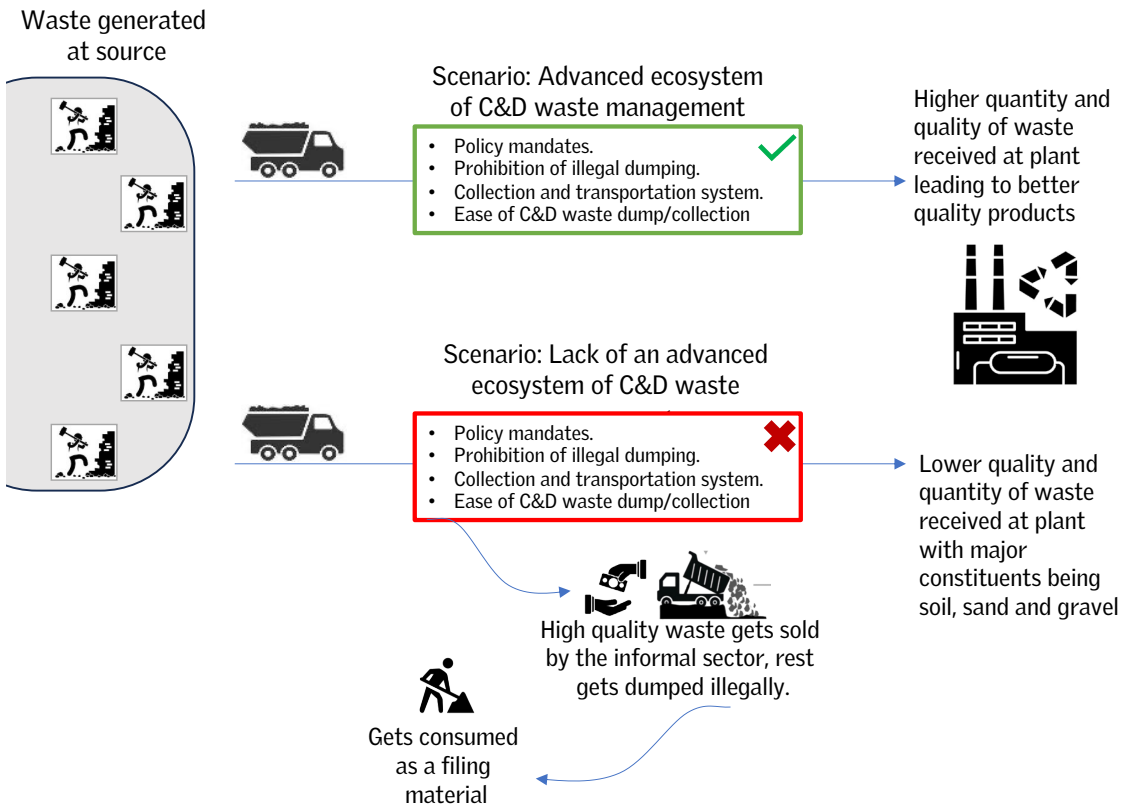 Waste generated
at source
Scenario: Advanced ecosystem
of C&D waste management
• Policy mandates.
• Prohibition of illegal dumping.
• Collection and transportation system.
• Ease of C&D waste dump/collection
Higher quantity and
quality of waste
received at plant
leading to better
quality products
Scenario: Lack of an advanced
ecosystem of C&D waste
• Policy mandates.
• Prohibition of illegal dumping.
• Collection and transportation system.
• Ease of C&D waste dump/collection
Lower quality and
quantity of waste
received at plant
with major
constituents being
soil, sand and gravel
High quality waste gets sold
by the informal sector, rest
gets dumped illegally.
Gets consumed
as a filing
material